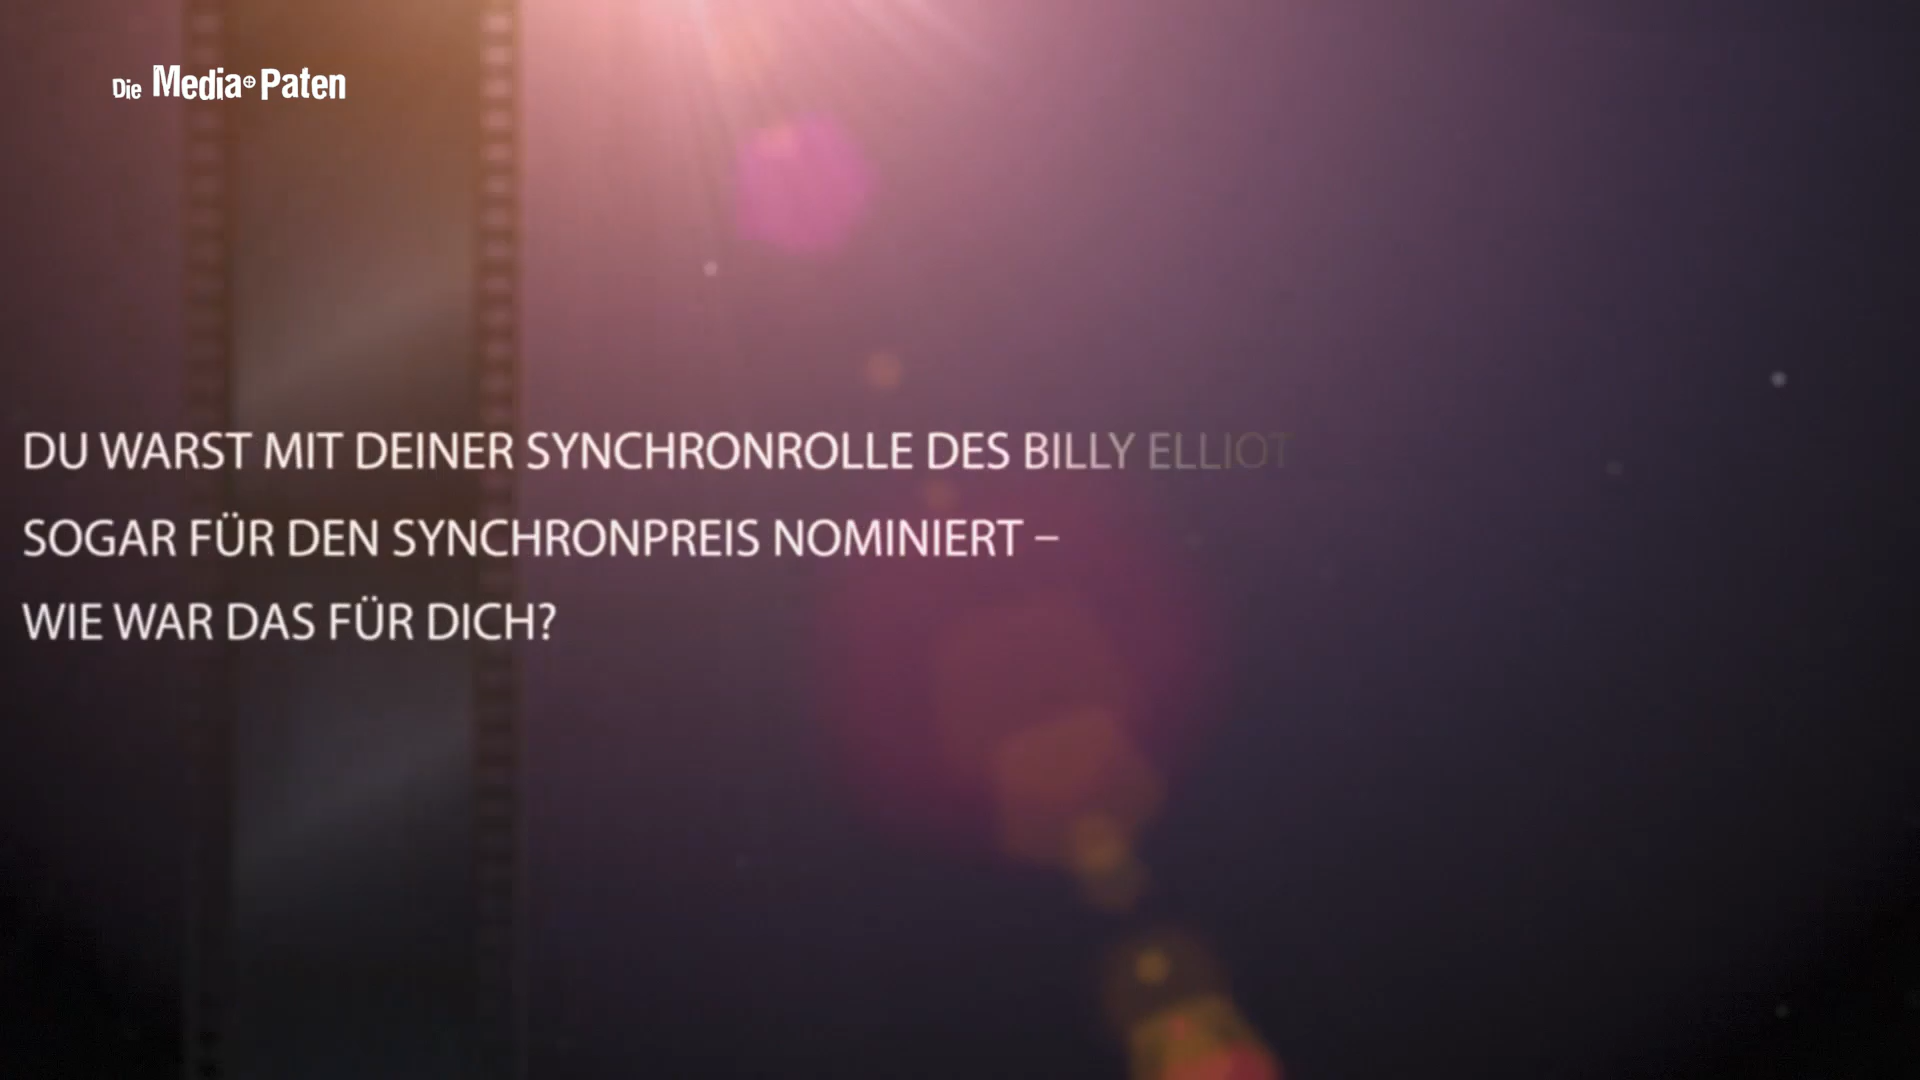 Die Media Paten
DU WARST MIT DEINER SYNCHRONROLLE DES BILLY ELLIOT
SOGAR FÜR DEN SYNCHRONPREIS NOMINIERT –
WIE WAR DAS FÜR DICH?